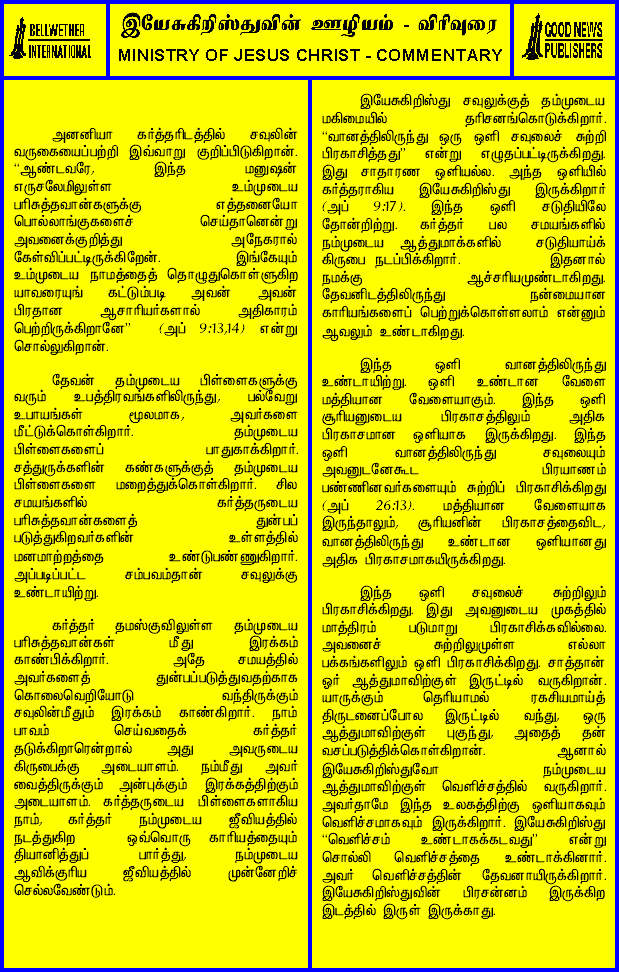 BELLWETHER
INTERNATIONAL
இயேசுகிறிஸ்துவின் ஊழியம் - விரிவுரை
MINISTRY OF JESUS CHRIST - COMMENTARY
GOOD NEWS
PUBLISHERS
அனனியா கர்த்தரிடத்தில் சவுலின்
வருகையைப்பற்றி இவ்வாறு குறிப்பிடுகிறான்.
“ஆண்டவரே, இந்த மனுஷன்
எருசலேமிலுள்ள உம்முடைய
பரிசுத்தவான்களுக்கு எத்தனையோ
பொல்லாங்குகளைச் செய்தானென்று
அவனைக்குறித்து அநேகரால்
கேள்விப்பட்டிருக்கிறேன். இங்கேயும்
உம்முடைய நாமத்தைத் தொழுதுகொள்ளுகிற
யாவரையுங் கட்டும்படி அவன் அவன்
பிரதான ஆசாரியர்களால் அதிகாரம்
பெற்றிருக்கிறானே” (அப் 9:13,14) என்று
சொல்லுகிறான்.
தேவன் தம்முடைய பிள்ளைகளுக்கு
வரும் உபத்திரவங்களிலிருந்து, பல்வேறு
உபாயங்கள் மூலமாக, அவர்களை
மீட்டுக்கொள்கிறார். தம்முடைய
பிள்ளைகளைப் பாதுகாக்கிறார்.
சத்துருக்களின் கண்களுக்குத் தம்முடைய
பிள்ளைகளை மறைத்துக்கொள்கிறார். சில
சமயங்களில் கர்த்தருடைய
பரிசுத்தவான்களைத் துன்பப்
படுத்துகிறவர்களின் உள்ளத்தில்
மனமாற்றத்தை உண்டுபண்ணுகிறார்.
அப்படிப்பட்ட சம்பவம்தான் சவுலுக்கு
உண்டாயிற்று.
கர்த்தர் தமஸ்குவிலுள்ள தம்முடைய
பரிசுத்தவான்கள் மீது இரக்கம்
காண்பிக்கிறார். அதே சமயத்தில்
அவர்களைத் துன்பப்படுத்துவதற்காக
கொலைவெறியோடு வந்திருக்கும்
சவுலின்மீதும் இரக்கம் காண்கிறார். நாம்
பாவம் செய்வதைக் கர்த்தர்
தடுக்கிறாரென்றால் அது அவருடைய
கிருபைக்கு அடையாளம். நம்மீது அவர்
வைத்திருக்கும் அன்புக்கும் இரக்கத்திற்கும்
அடையாளம். கர்த்தருடைய பிள்ளைகளாகிய
நாம், கர்த்தர் நம்முடைய ஜீவியத்தில்
நடத்துகிற ஒவ்வொரு காரியத்தையும்
தியானித்துப் பார்த்து, நம்முடைய
ஆவிக்குரிய ஜீவியத்தில் முன்னேறிச்
செல்லவேண்டும்.
இயேசுகிறிஸ்து சவுலுக்குத் தம்முடைய
மகிமையில் தரிசனங்கொடுக்கிறார்.
“வானத்திலிருந்து ஒரு ஒளி சவுலைச் சுற்றி
பிரகாசித்தது” என்று எழுதப்பட்டிருக்கிறது.
இது சாதாரண ஒளியல்ல. அந்த ஒளியில்
கர்த்தராகிய இயேசுகிறிஸ்து இருக்கிறார்
(அப் 9:17). இந்த ஒளி சடுதியிலே
தோன்றிற்று. கர்த்தர் பல சமயங்களில்
நம்முடைய ஆத்துமாக்களில் சடுதியாய்க்
கிருபை நடப்பிக்கிறார். இதனால்
நமக்கு ஆச்சரியமுண்டாகிறது.
தேவனிடத்திலிருந்து நன்மையான
காரியங்களைப் பெற்றுக்கொள்ளலாம் என்னும்
ஆவலும் உண்டாகிறது.
இந்த ஒளி வானத்திலிருந்து
உண்டாயிற்று. ஒளி உண்டான வேளை
மத்தியான வேளையாகும். இந்த ஒளி
சூரியனுடைய பிரகாசத்திலும் அதிக
பிரகாசமான ஒளியாக இருக்கிறது. இந்த
ஒளி வானத்திலிருந்து சவுலையும்
அவனுடனேகூட பிரயாணம்
பண்ணினவர்களையும் சுற்றிப் பிரகாசிக்கிறது
(அப் 26:13). மத்தியான வேளையாக
இருந்தாலும், சூரியனின் பிரகாசத்தைவிட,
வானத்திலிருந்து உண்டான ஒளியானது
அதிக பிரகாசமாகயிருக்கிறது.
இந்த ஒளி சவுலைச் சுற்றிலும்
பிரகாசிக்கிறது. இது அவனுடைய முகத்தில்
மாத்திரம் படுமாறு பிரகாசிக்கவில்லை.
அவனைச் சுற்றிலுமுள்ள எல்லா
பக்கங்களிலும் ஒளி பிரகாசிக்கிறது. சாத்தான்
ஓர் ஆத்துமாவிற்குள் இருட்டில் வருகிறான்.
யாருக்கும் தெரியாமல் ரகசியமாய்த்
திருடனைப்போல இருட்டில் வந்து, ஒரு
ஆத்துமாவிற்குள் புகுந்து, அதைத் தன்
வசப்படுத்திக்கொள்கிறான். ஆனால்
இயேசுகிறிஸ்துவோ நம்முடைய
ஆத்துமாவிற்குள் வெளிச்சத்தில் வருகிறார்.
அவர்தாமே இந்த உலகத்திற்கு ஒளியாகவும்
வெளிச்சமாகவும் இருக்கிறார். இயேசுகிறிஸ்து
“வெளிச்சம் உண்டாகக்கடவது” என்று
சொல்லி வெளிச்சத்தை உண்டாக்கினார்.
அவர் வெளிச்சத்தின் தேவனாயிருக்கிறார்.
இயேசுகிறிஸ்துவின் பிரசன்னம் இருக்கிற
இடத்தில் இருள் இருக்காது.